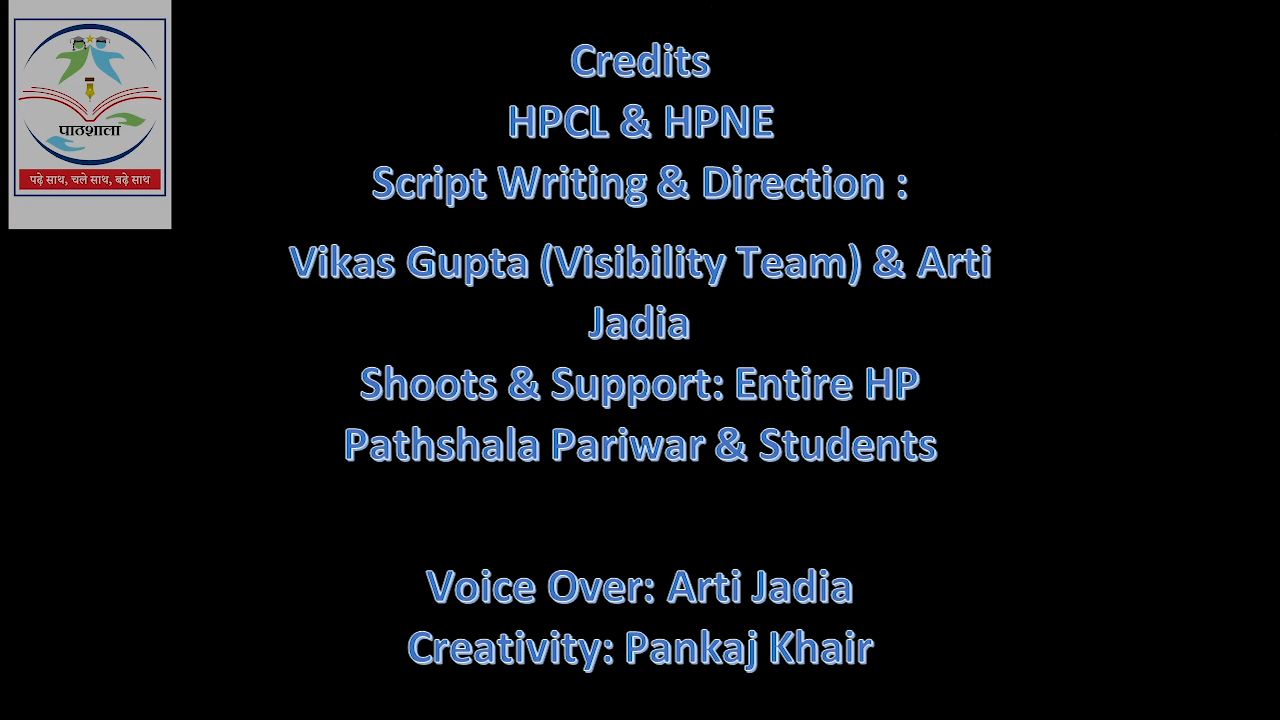 पाठशाला
पढ़े साथ, चले साथ, बढ़े साथ
Credits
HPCL & HPNE
Script Writing & Direction :
Vikas Gupta (Visibility Team) & Arti
Jadia
Shoots & Support: Entire HP
Pathshala Pariwar & Students
Voice Over: Arti Jadia
Creativity: Pankaj Khair